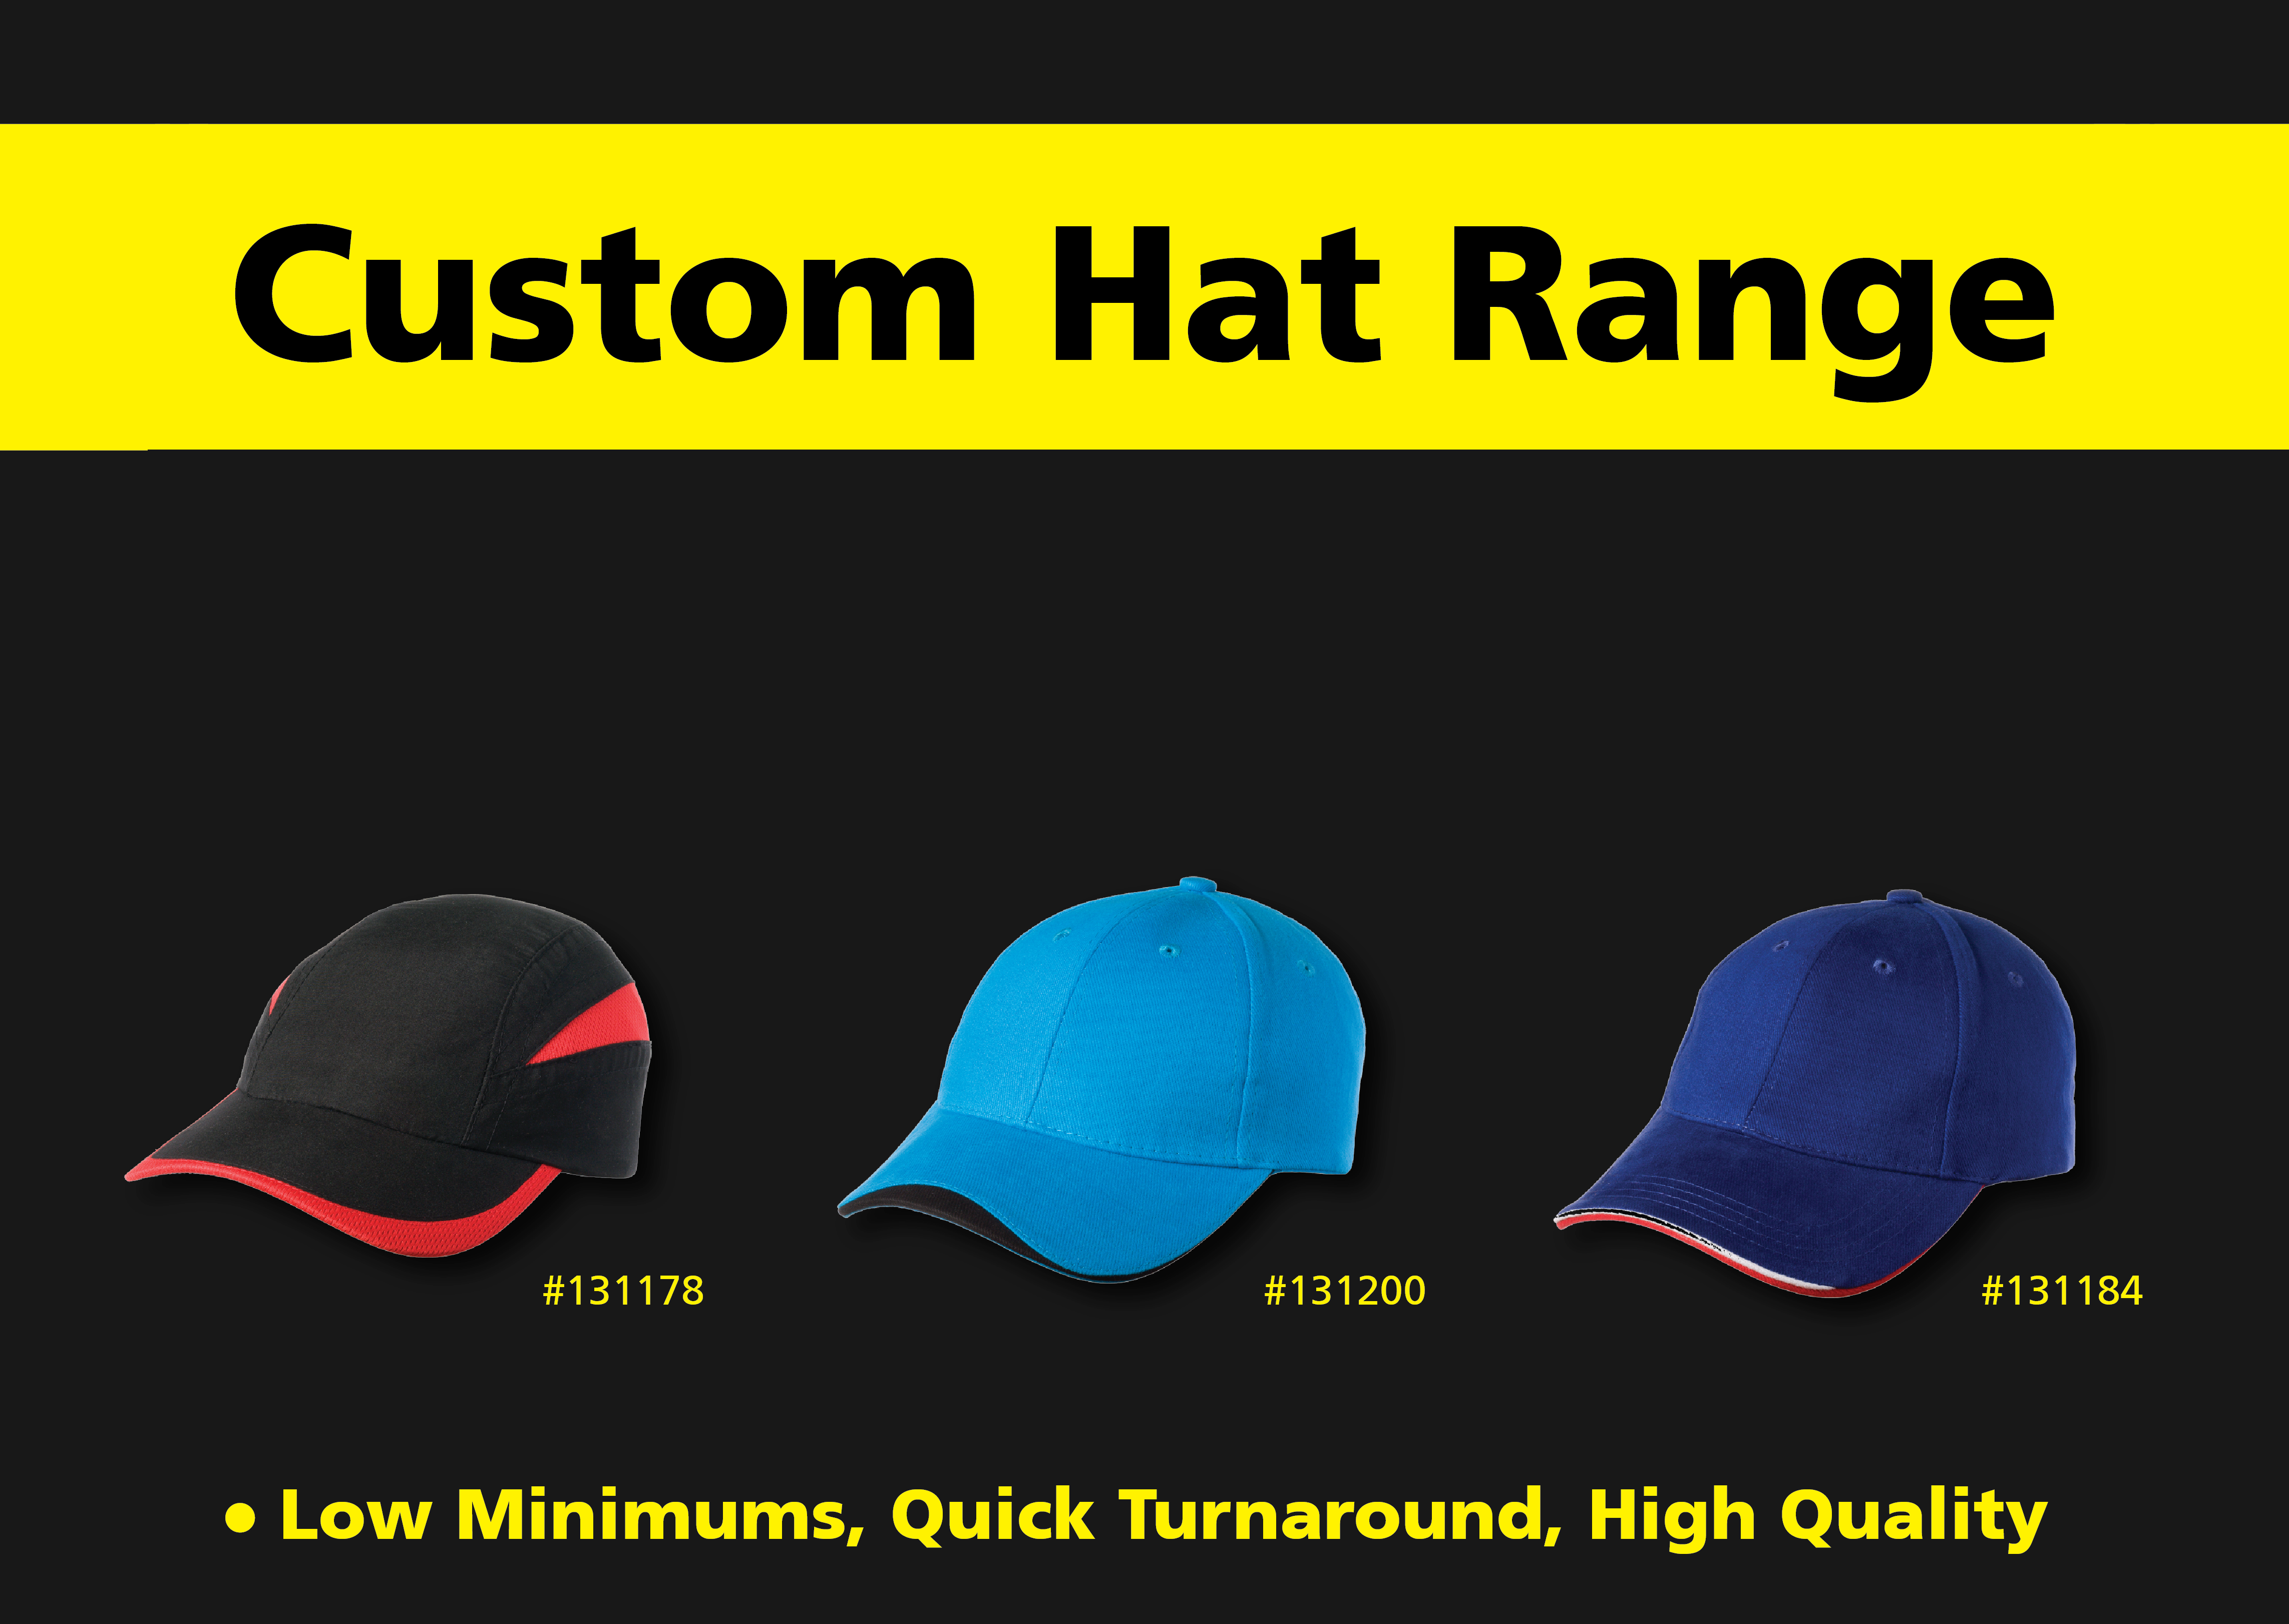 Custom Hat Range
#131178
#131200
#131184
• Low Minimums, Quick Turnaround, High Quality